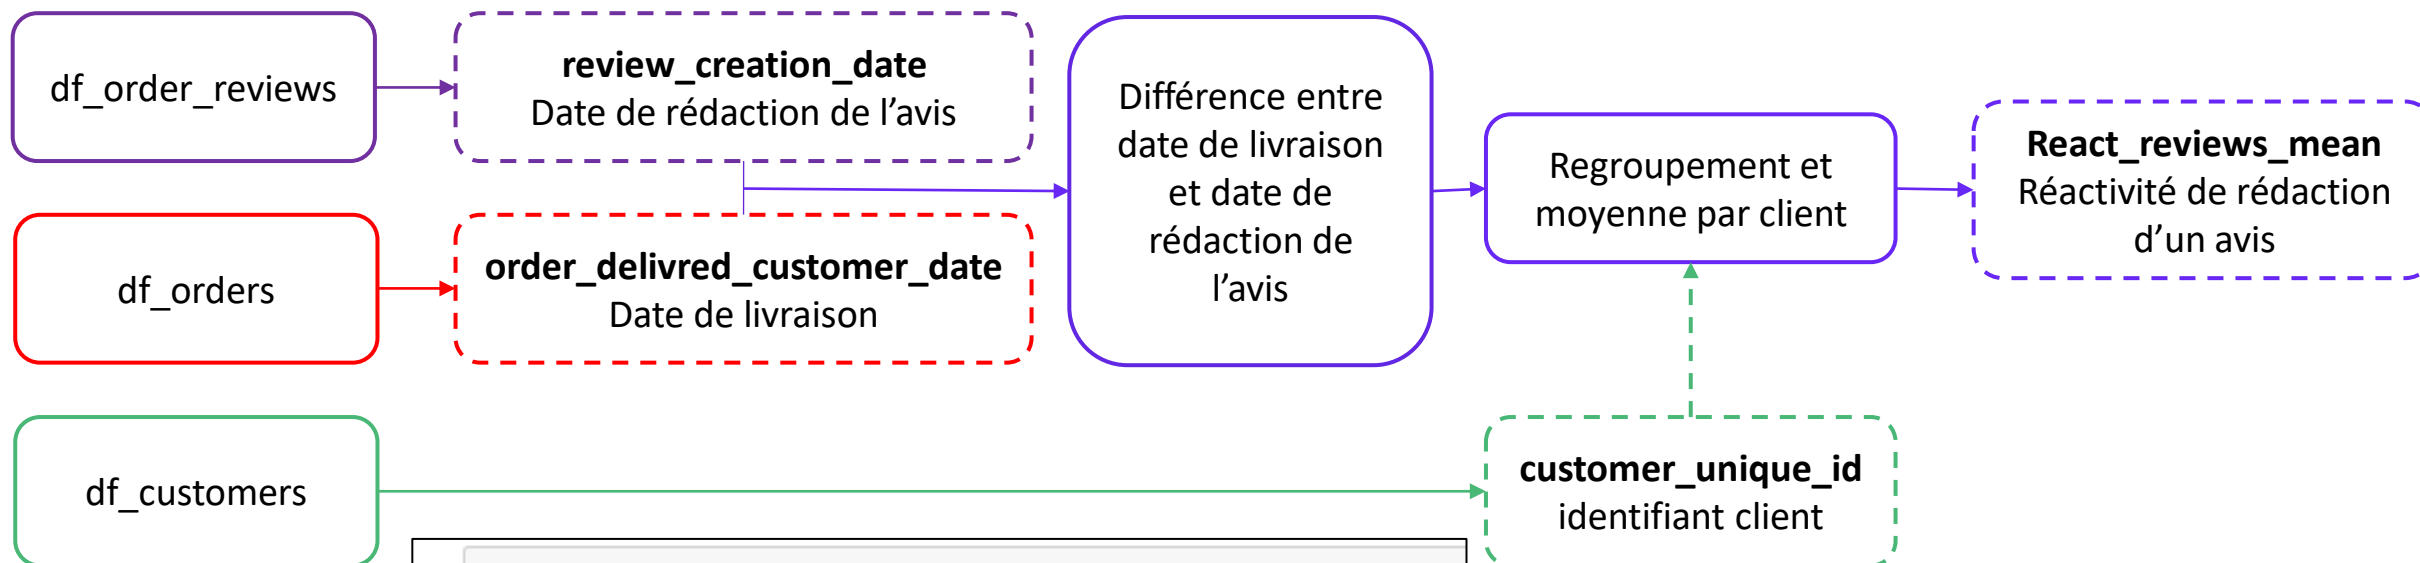 df_order_reviews
review_creation_date
Date de rédaction de l’avis
Différence entre
date de livraison
et date de
rédaction de
l’avis
Regroupement et
moyenne par client
React_reviews_mean
Réactivité de rédaction
d’un avis
df_orders
order_delivred_customer_date
Date de livraison
df_customers
customer_unique_id
identifiant client